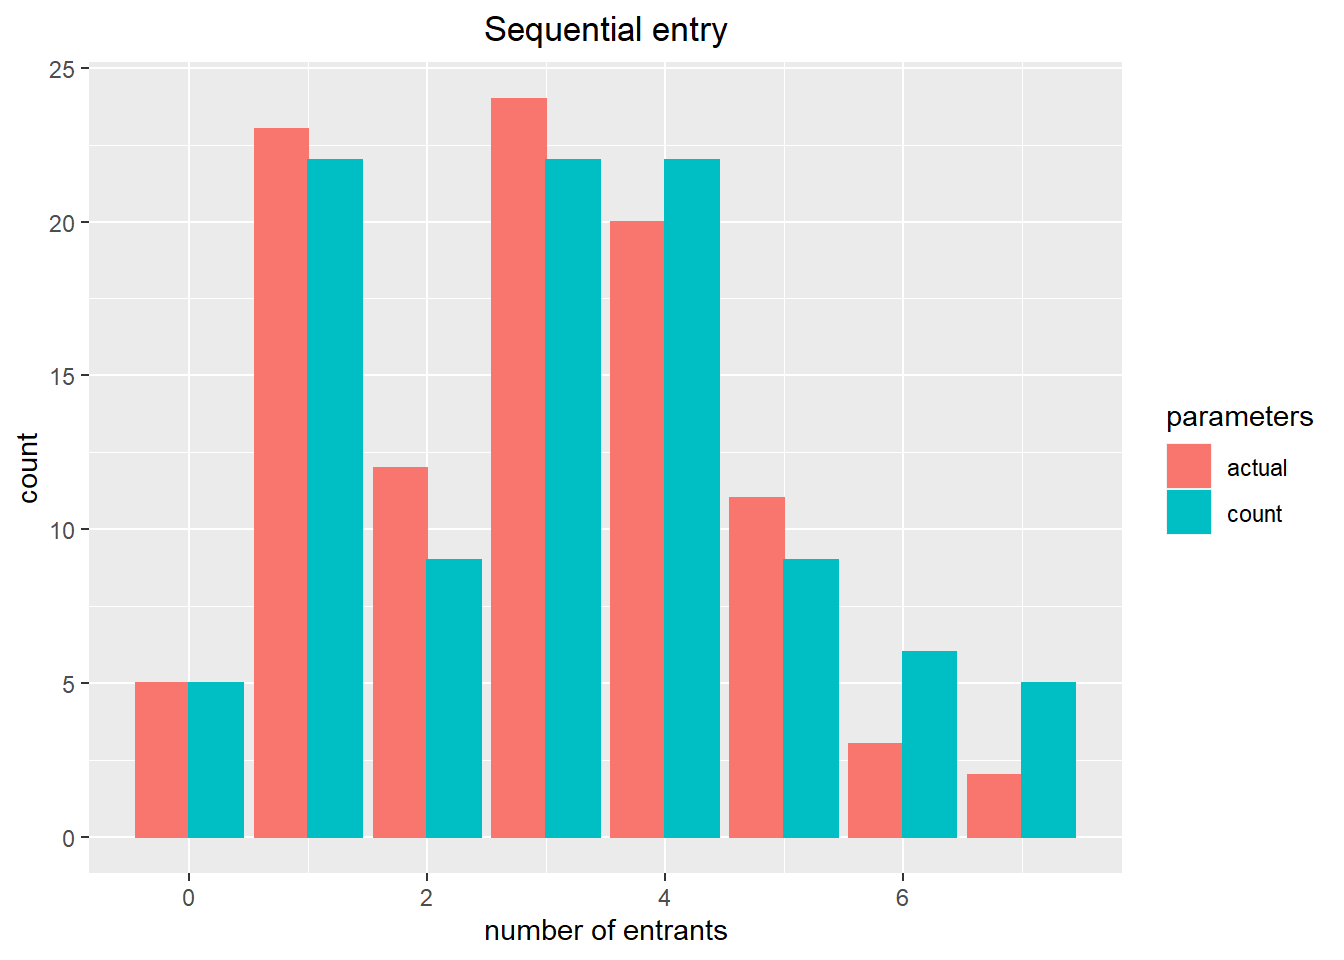 Sequential entry
25
20
15
10
5
0
count
0 2 4 6
number of entrants
parameters
actual
count